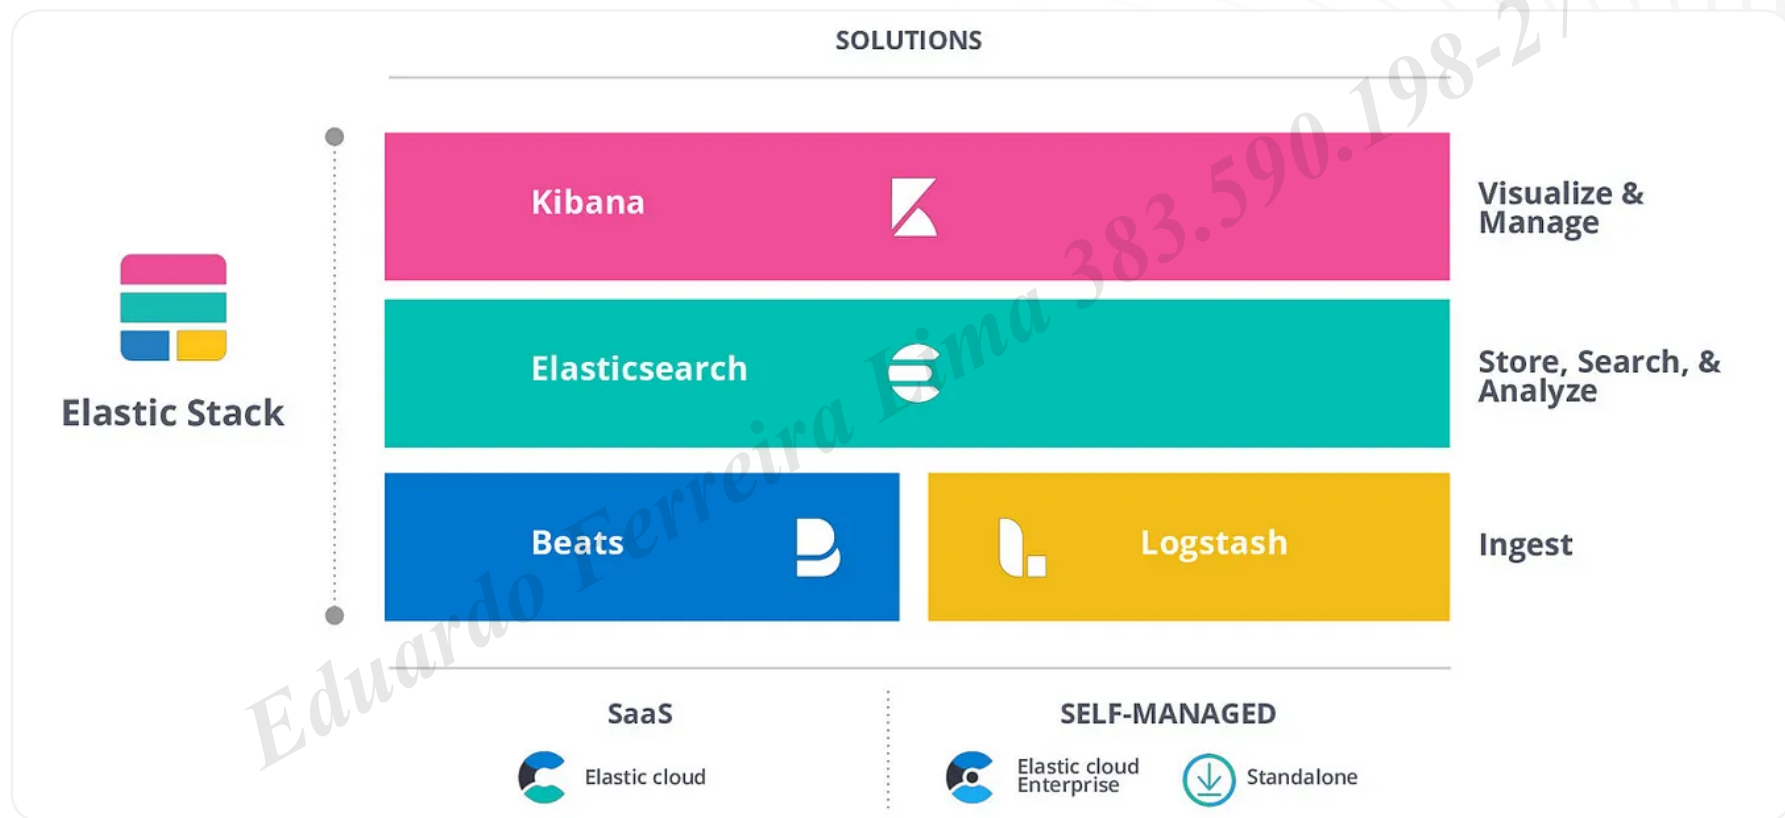 SOLUTIONS
Kibana
Visualize &
Manage
Elasticsearch
Store, Search, &
Analyze
Elastic Stack
Beats
Logstash
Ingest
SaaS
SELF-MANAGED
Elastic cloud
Elastic cloud
Enterprise
Standalone
Eduardo Ferreira Lima 383.590.198-27